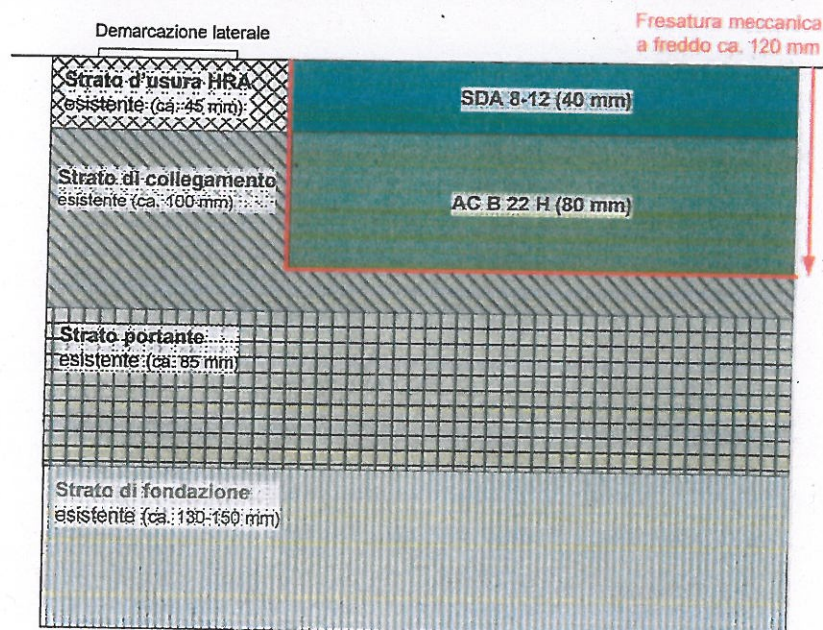 Demarcazione laterale
Fresatura meccanica
a freddo ca. 120 mm
Strato d'usura HRA
esistente (ca. 45 mm)
SDA 8-12 (40 mm)
Strato di collegamento
esistente (ca. 100 mm)
AC B 22 H (80 mm)
Strato portante
esistente (ca. 85 mm)
Strato di fondazione
esistente (ca. 130-150 mm)